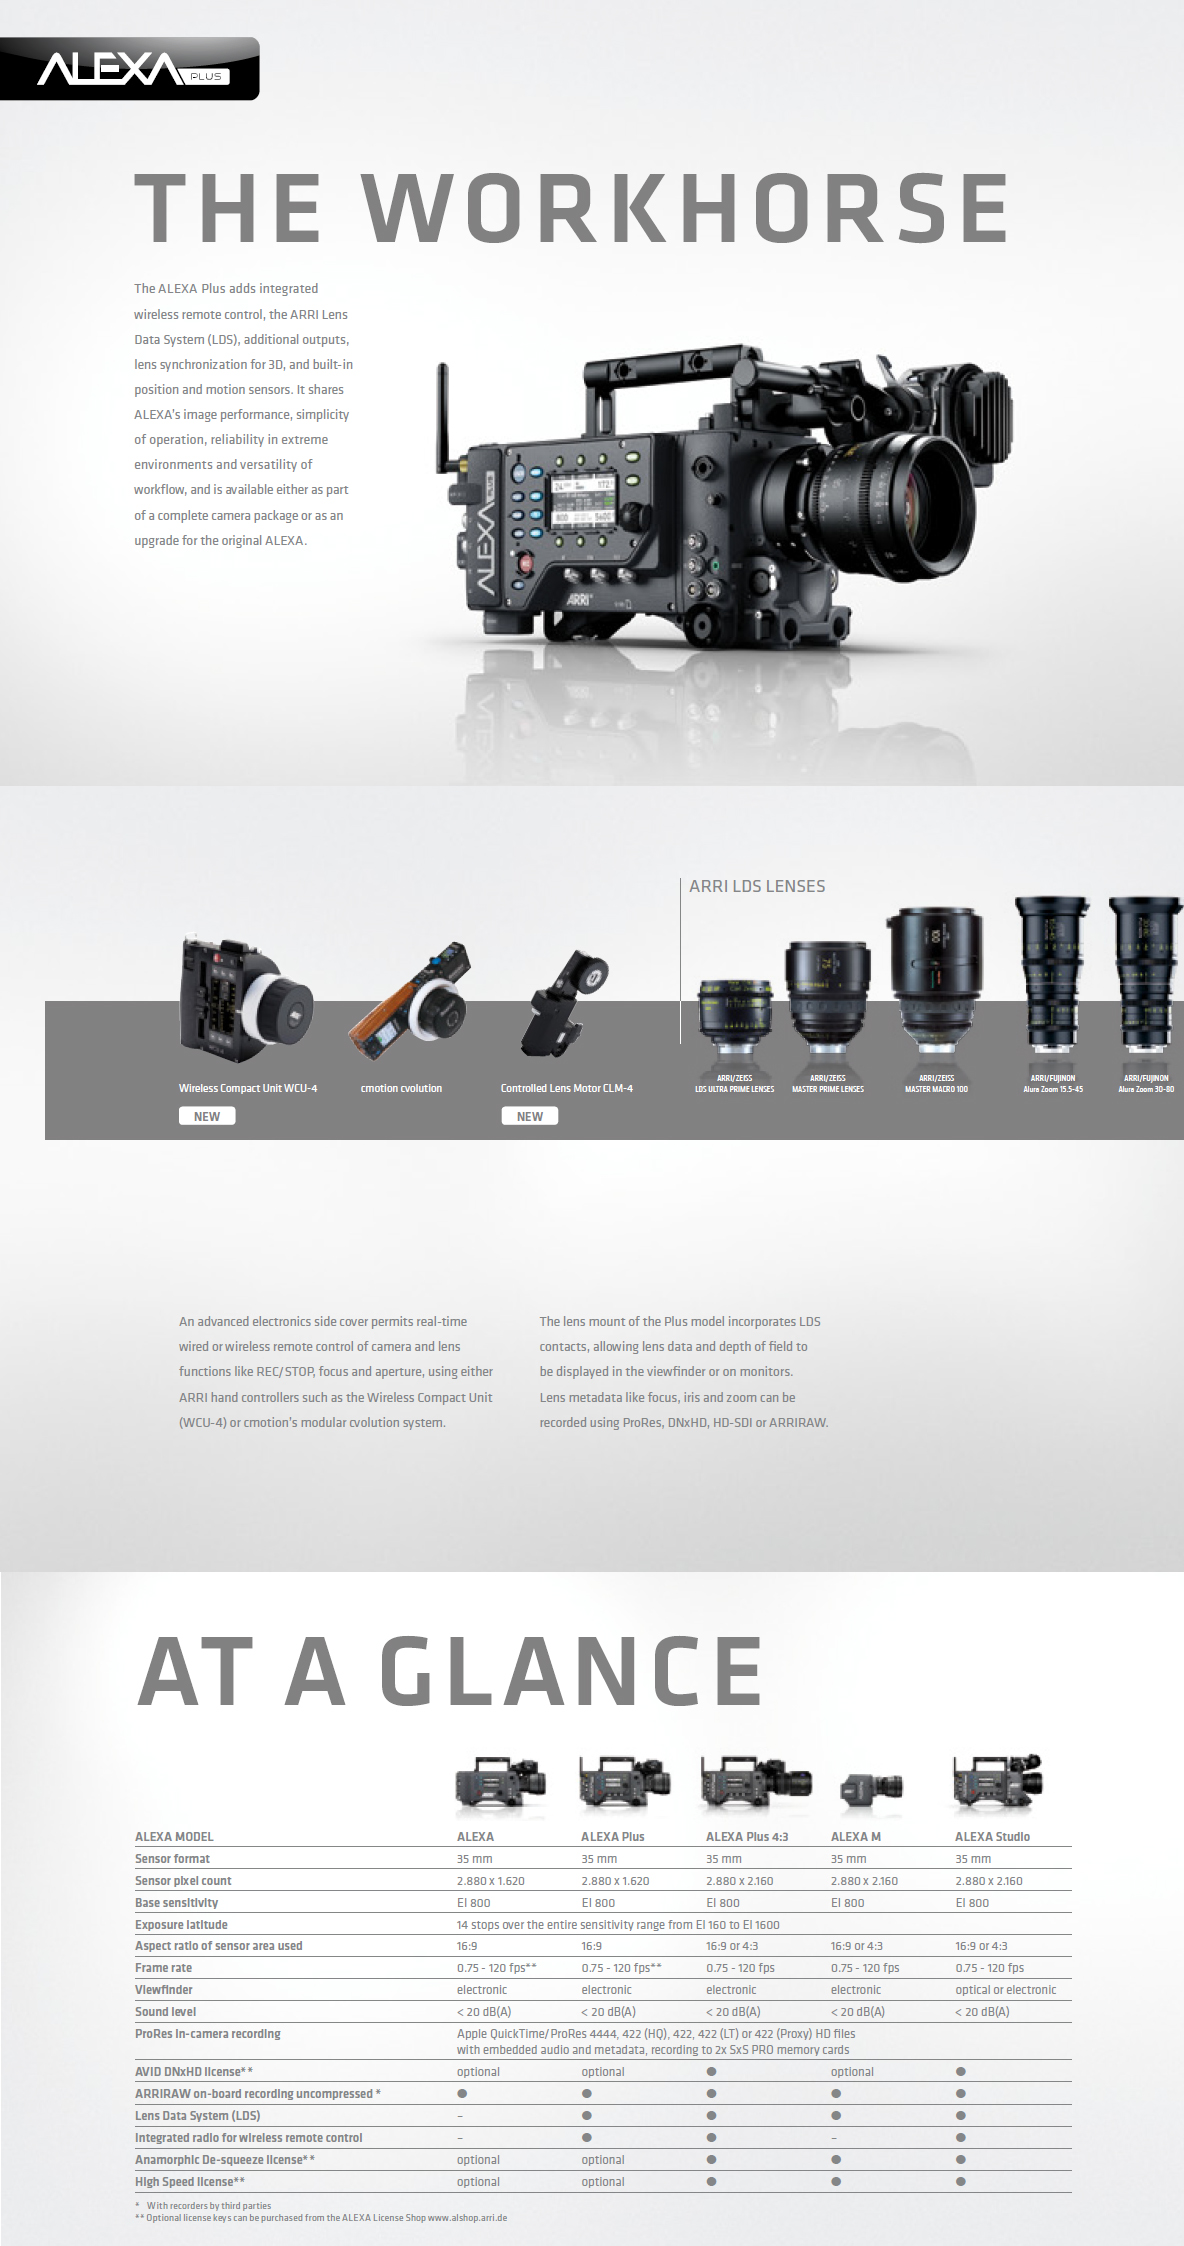 ALEXA PLUS
THE WORKHORSE
The ALEXA Plus adds integrated
wireless remote control, the ARRI Lens
Data System (LDS), additional outputs,
lens synchronization for 3D, and built-in
position and motion sensors. It shares
ALEXA's image performance, simplicity
of operation, reliability in extreme
environments and versatility of
workflow, and is available either as part
of a complete camera package or as an
upgrade for the original ALEXA.
ALEXA PLUS
ARRI
ARRI LDS LENSES
Wireless Compact Unit WCU-4
NEW
cmotion cvolution
Controlled Lens Motor CLM-4
NEW
ARRI/ZEISS
LDS ULTRA PRIME LENSES
ARRI/ZEISS
MASTER PRIME LENSES
ARRI/ZEISS
MASTER MACRO 100
ARRI/FUJINON
Alura Zoom 15.5-45
ARRI/FUJINON
Alura Zoom 30-80
An advanced electronics side cover permits real-time
wired or wireless remote control of camera and lens
functions like REC/STOP, focus and aperture, using either
ARRI hand controllers such as the Wireless Compact Unit
(WCU-4) or cmotion's modular cvolution system.
The lens mount of the Plus model incorporates LDS
contacts, allowing lens data and depth of field to
be displayed in the viewfinder or on monitors.
Lens metadata like focus, iris and zoom can be
recorded using ProRes, DNxHD, HD-SDI or ARRIRAW.
AT A GLANCE
ALEXA MODEL ALEXA ALEXA Plus ALEXA Plus 4:3 ALEXA M ALEXA Studio
Sensor format 35 mm 35 mm 35 mm 35 mm 35 mm
Sensor pixel count 2.880 x 1.620 2.880 x 1.620 2.880 x 2.160 2.880 x 2.160 2.880 x 2.160
Base sensitivity EI 800 EI 800 EI 800 EI 800 EI 800
Exposure latitude 14 stops over the entire sensitivity range from EI 160 to EI 1600
Aspect ratio of sensor area used 16:9 16:9 16:9 or 4:3 16:9 or 4:3 16:9 or 4:3
Frame rate 0.75 - 120 fps** 0.75 - 120 fps** 0.75 - 120 fps 0.75 - 120 fps 0.75 - 120 fps
Viewfinder electronic electronic electronic electronic optical or electronic
Sound level < 20 dB(A) < 20 dB(A) < 20 dB(A) < 20 dB(A) < 20 dB(A)
ProRes in-camera recording Apple QuickTime/ProRes 4444, 422 (HQ), 422, 422 (LT) or 422 (Proxy) HD files
with embedded audio and metadata, recording to 2x SxS PRO memory cards
AVID DNxHD license** optional optional ● optional ●
ARRIRAW on-board recording uncompressed * ● ● ● ● ●
Lens Data System (LDS) – ● ● ● ●
Integrated radio for wireless remote control – ● ● – ●
Anamorphic De-squeeze license** optional optional ● ● ●
High Speed license** optional optional ● ● ●
* With recorders by third parties
** Optional license keys can be purchased from the ALEXA License Shop www.alshop.arri.de